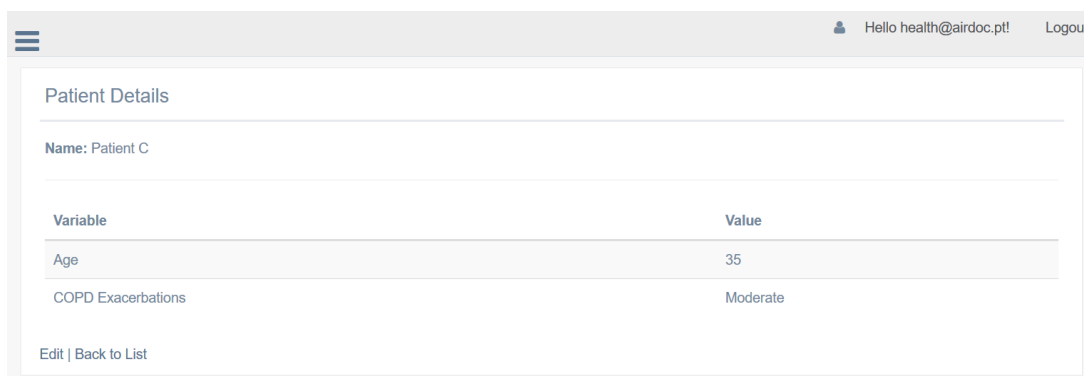 Hello health@airdoc.pt! Logou
Patient Details
Name: Patient C
Variable Value
Age 35
COPD Exacerbations Moderate
Edit | Back to List